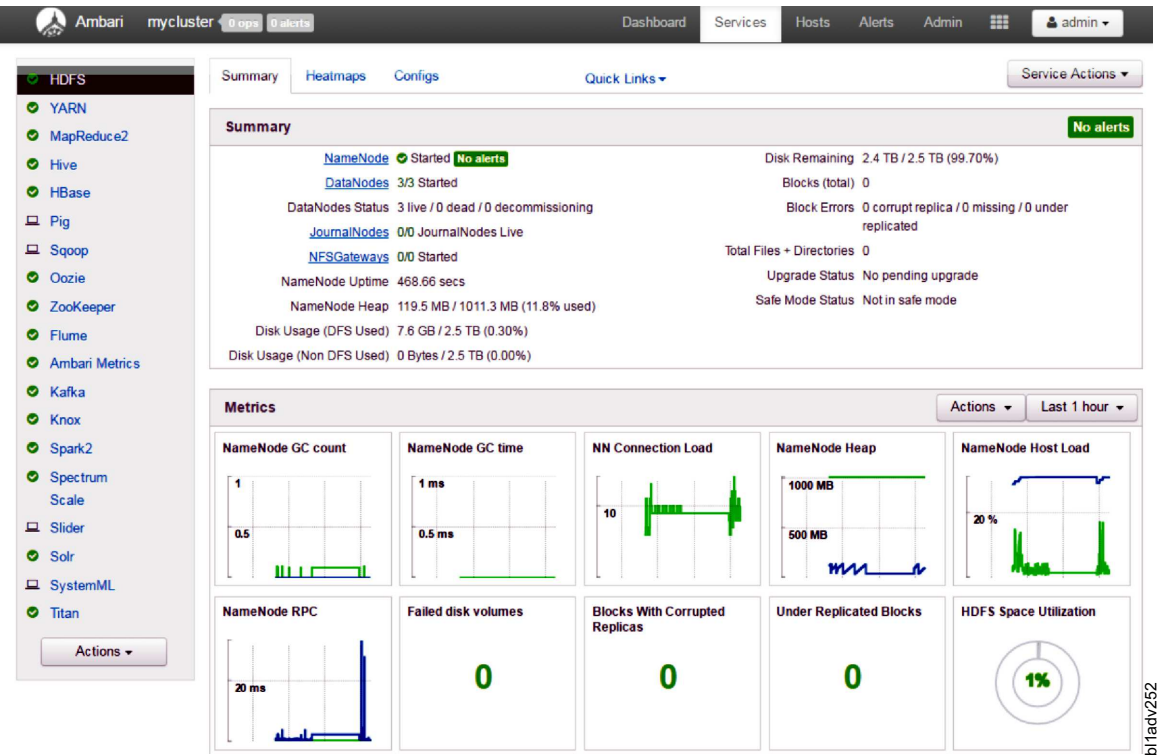 Ambari mycluster 0 ops 0 alerts Dashboard Services Hosts Alerts Admin admin
HDFS
YARN
MapReduce2
Hive
HBase
Pig
Sqoop
Oozie
ZooKeeper
Flume
Ambari Metrics
Kafka
Knox
Spark2
Spectrum
Scale
Slider
Solr
SystemML
Titan
Actions
Summary Heatmaps Configs Quick Links Service Actions
Summary No alerts
NameNode Started No alerts
DataNodes 3/3 Started
DataNodes Status 3 live / 0 dead / 0 decommissioning
JournalNodes 0/0 JournalNodes Live
NFSGateways 0/0 Started
NameNode Uptime 468.66 secs
NameNode Heap 119.5 MB / 1011.3 MB (11.8% used)
Disk Usage (DFS Used) 7.6 GB / 2.5 TB (0.30%)
Disk Usage (Non DFS Used) 0 Bytes / 2.5 TB (0.00%)
Disk Remaining 2.4 TB / 2.5 TB (99.70%)
Blocks (total) 0
Block Errors 0 corrupt replica / 0 missing / 0 under
replicated
Total Files + Directories 0
Upgrade Status No pending upgrade
Safe Mode Status Not in safe mode
Metrics Actions Last 1 hour
NameNode GC count
1
0.5
NameNode GC time
1 ms
0.5 ms
NN Connection Load
10
NameNode Heap
1000 MB
500 MB
NameNode Host Load
20 %
NameNode RPC
20 ms
Failed disk volumes
0
Blocks With Corrupted
Replicas
0
Under Replicated Blocks
0
HDFS Space Utilization
1%
bl1adv252